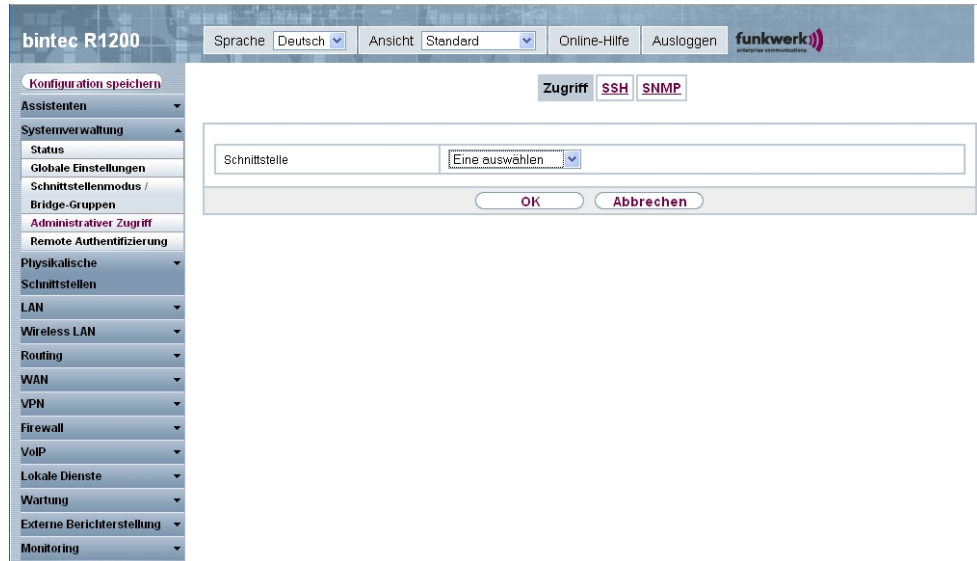 bintec R1200
Sprache Deutsch Ansicht Standard Online-Hilfe Ausloggen funkwerk
enterprise communications
Konfiguration speichern
Assistenten
Systemverwaltung
Status
Globale Einstellungen
Schnittstellenmodus /
Bridge-Gruppen
Administrativer Zugriff
Remote Authentifizierung
Physikalische
Schnittstellen
LAN
Wireless LAN
Routing
WAN
VPN
Firewall
VoIP
Lokale Dienste
Wartung
Externe Berichterstellung
Monitoring
Zugriff SSH SNMP
Schnittstelle Eine auswählen
OK Abbrechen